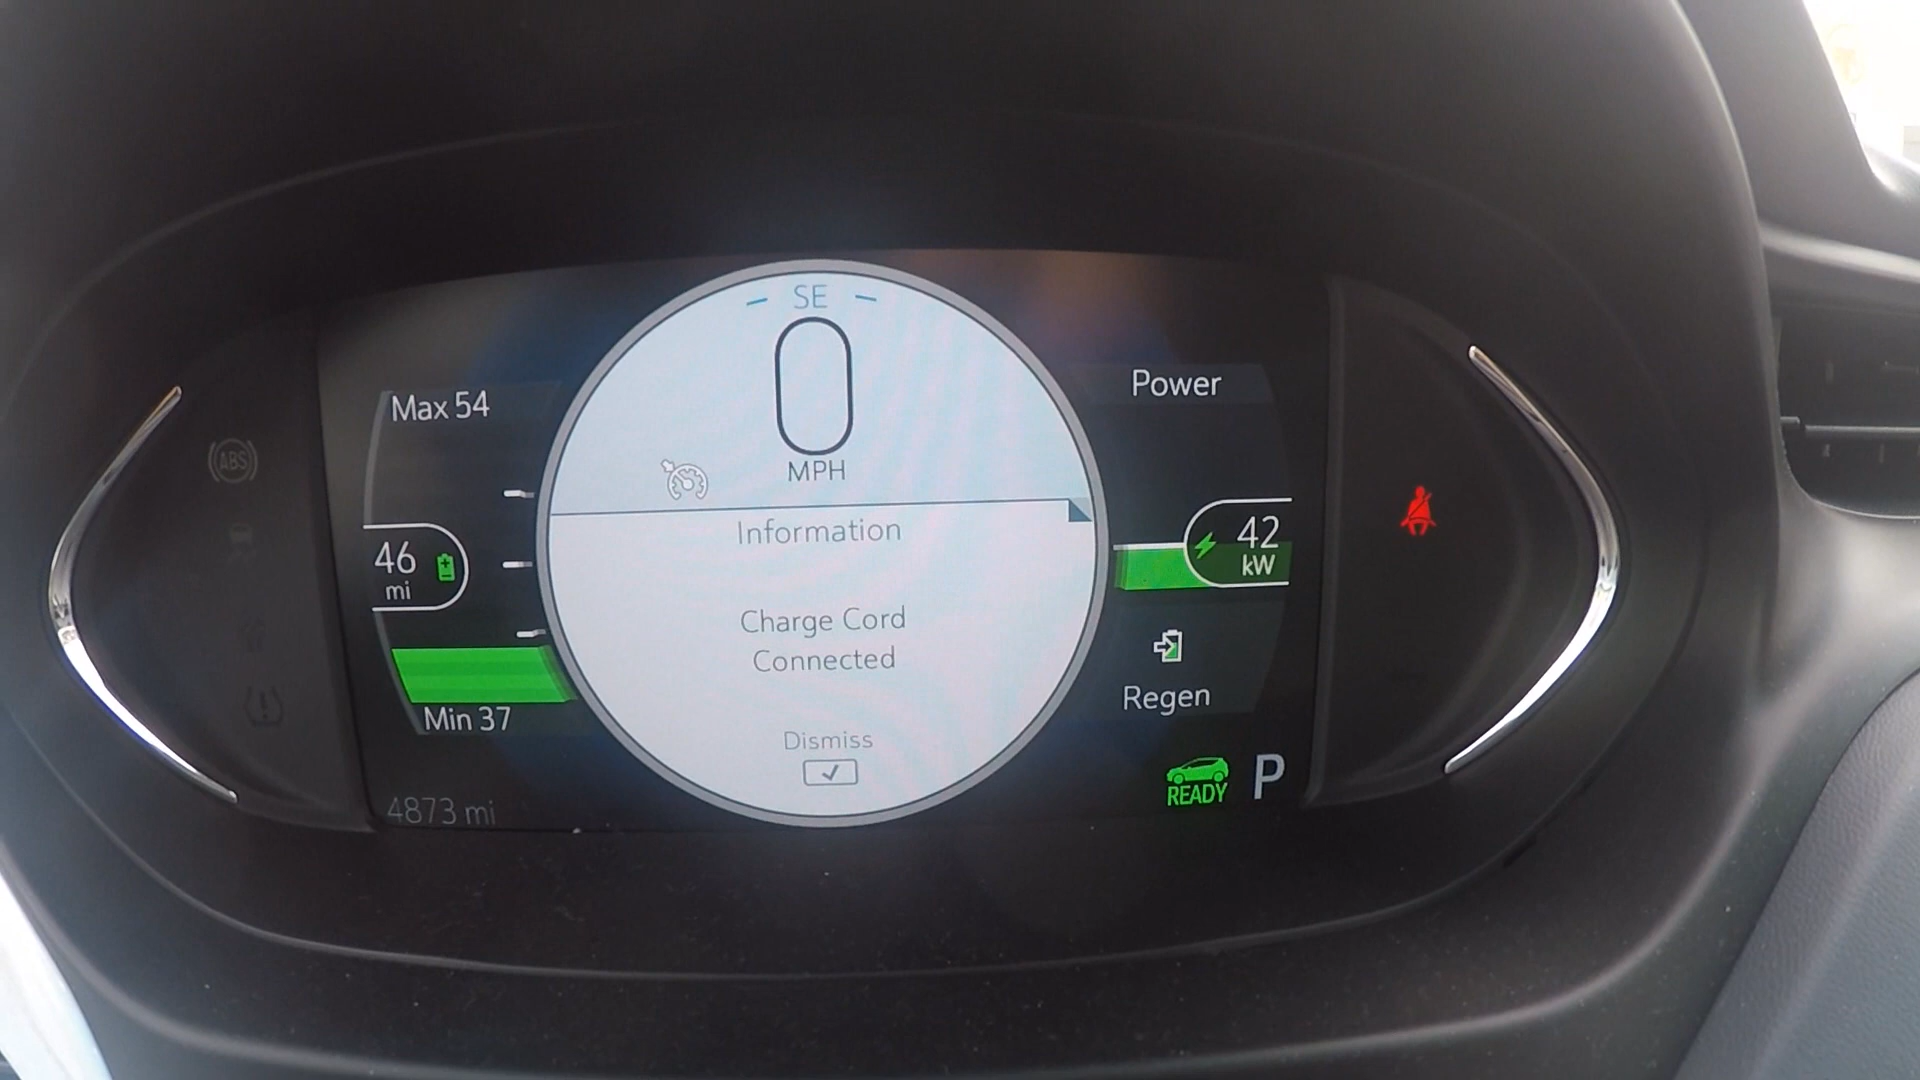 SE
0
MPH
Max 54
Power
ABS
46
mi
42
kW
Information
Charge Cord
Connected
Min 37
Regen
Dismiss
4873 mi
READY
P